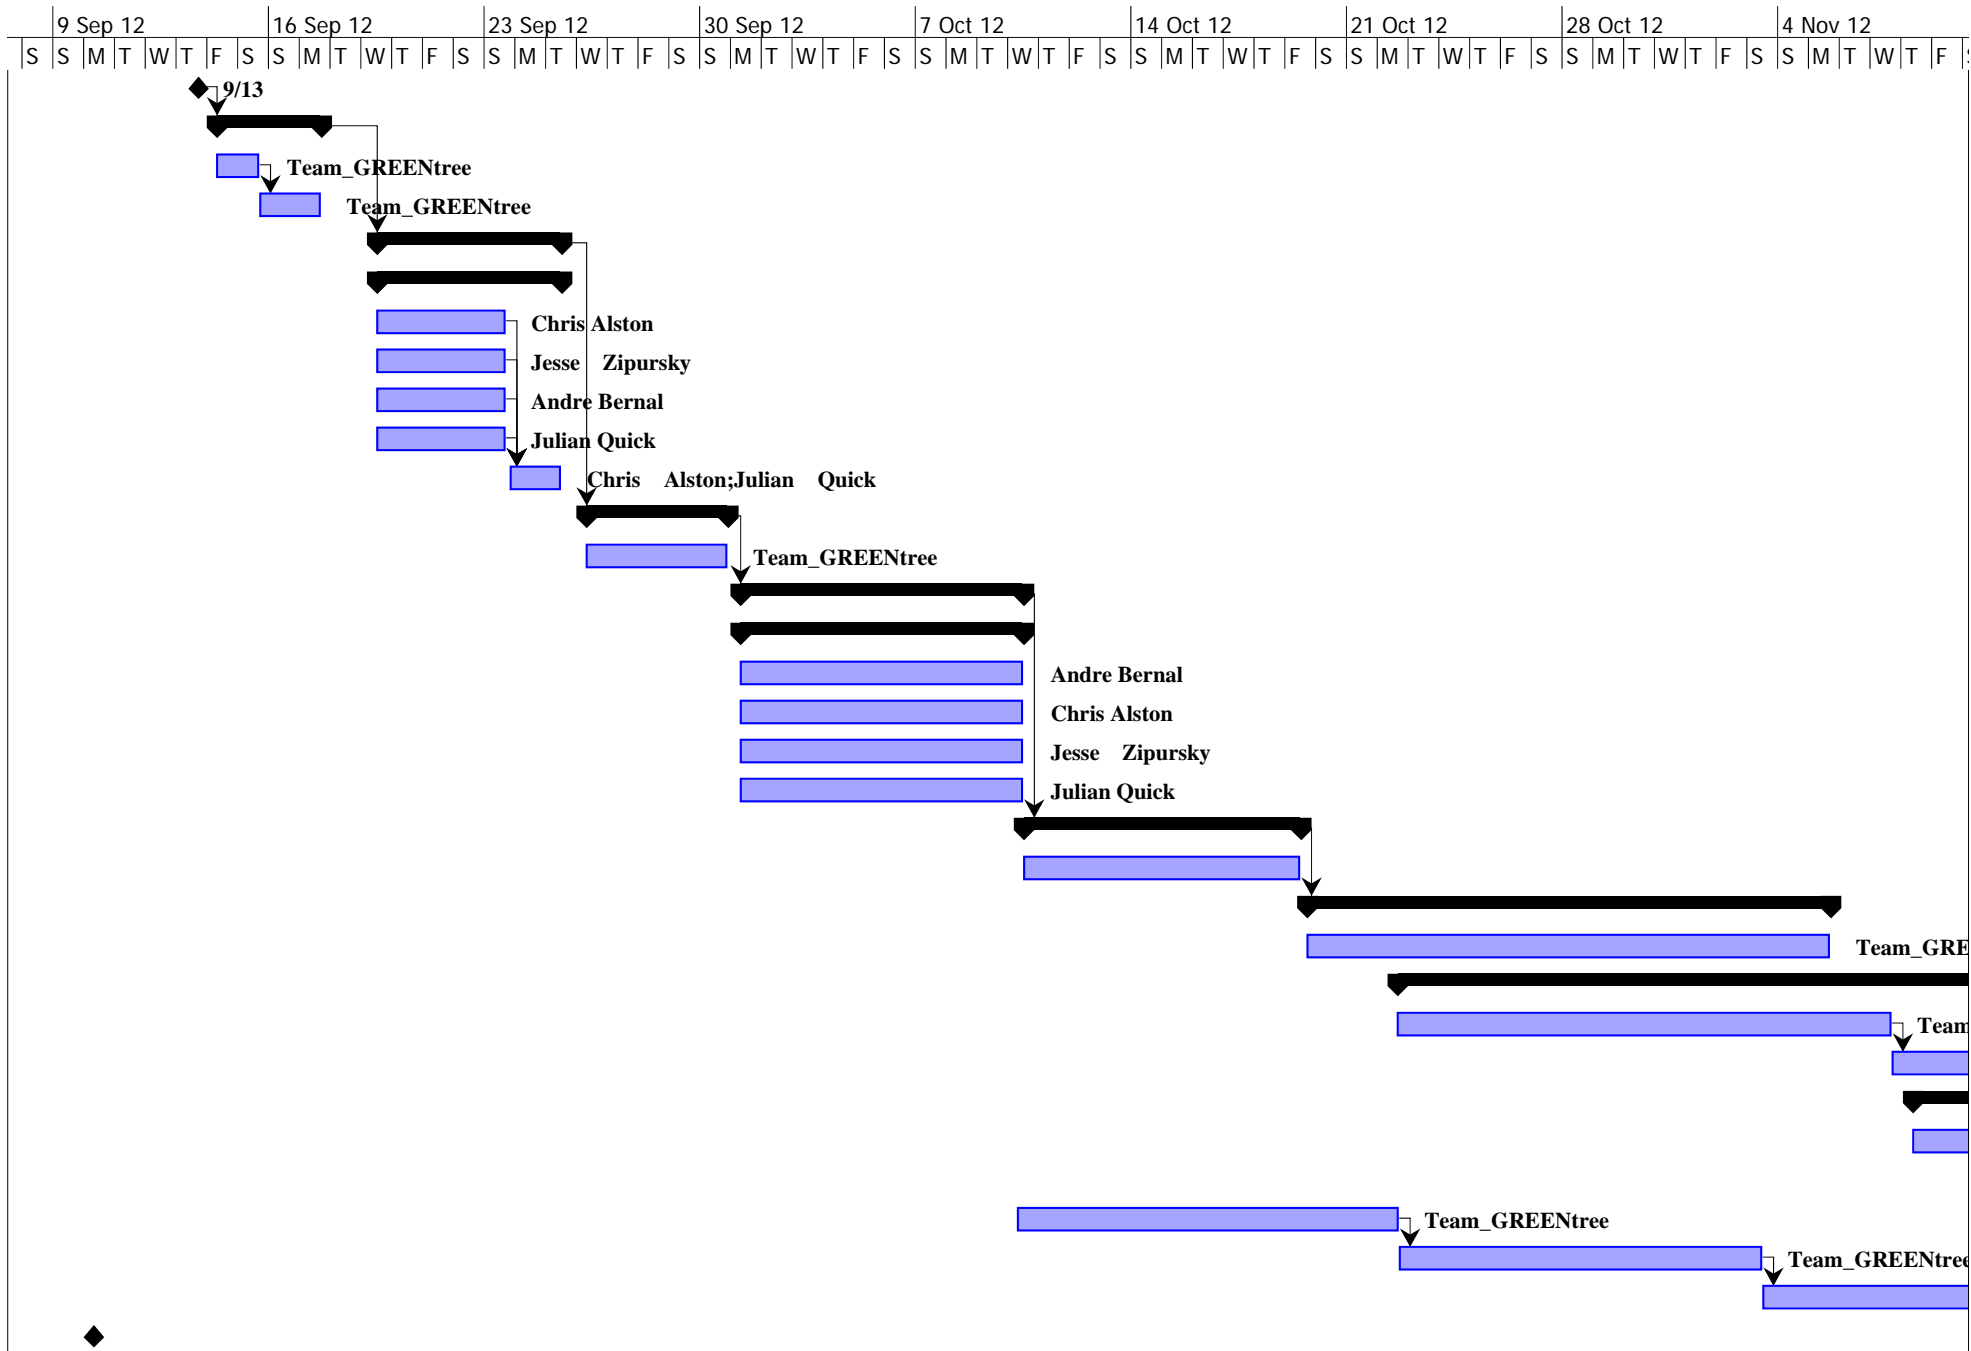 9 Sep 12 16 Sep 12 23 Sep 12 30 Sep 12 7 Oct 12 14 Oct 12 21 Oct 12 28 Oct 12 4 Nov 12
S S M T W T F S S M T W T F S S M T W T F S S M T W T F S S M T W T F S S M T W T F S S M T W T F S S M T W T F S S M T W T F
9/13
Team_GREENtree
Team_GREENtree
Chris Alston
Jesse Zipursky
Andre Bernal
Julian Quick
Chris Alston;Julian Quick
Team_GREENtree
Andre Bernal
Chris Alston
Jesse Zipursky
Julian Quick
Team_GRE
Team
Team_GREENtree
Team_GREENtree